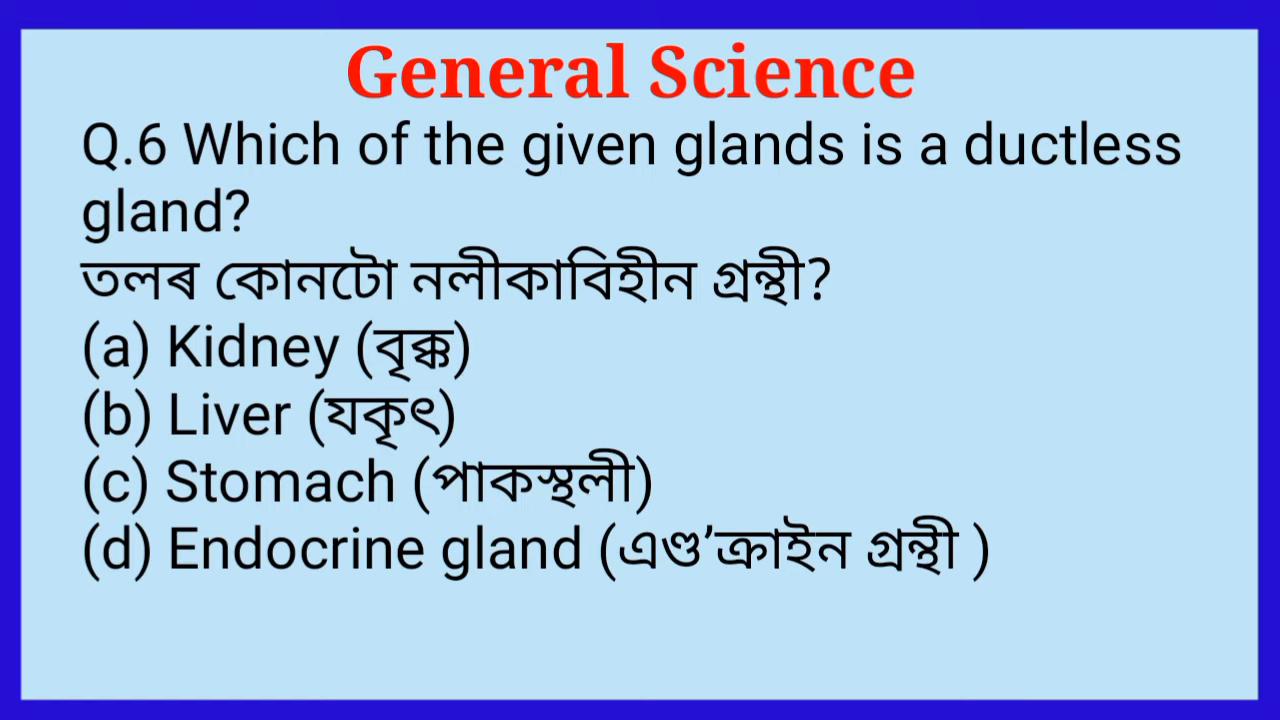 General Science
Q.6 Which of the given glands is a ductless
gland?
তলৰ কোনটো নলীকাবিহীন গ্ৰন্থী?
(a) Kidney (বৃক্ক)
(b) Liver (যকৃৎ)
(c) Stomach (পাকস্থলী)
(d) Endocrine gland (এণ্ড’ক্ৰাইন গ্ৰন্থী )